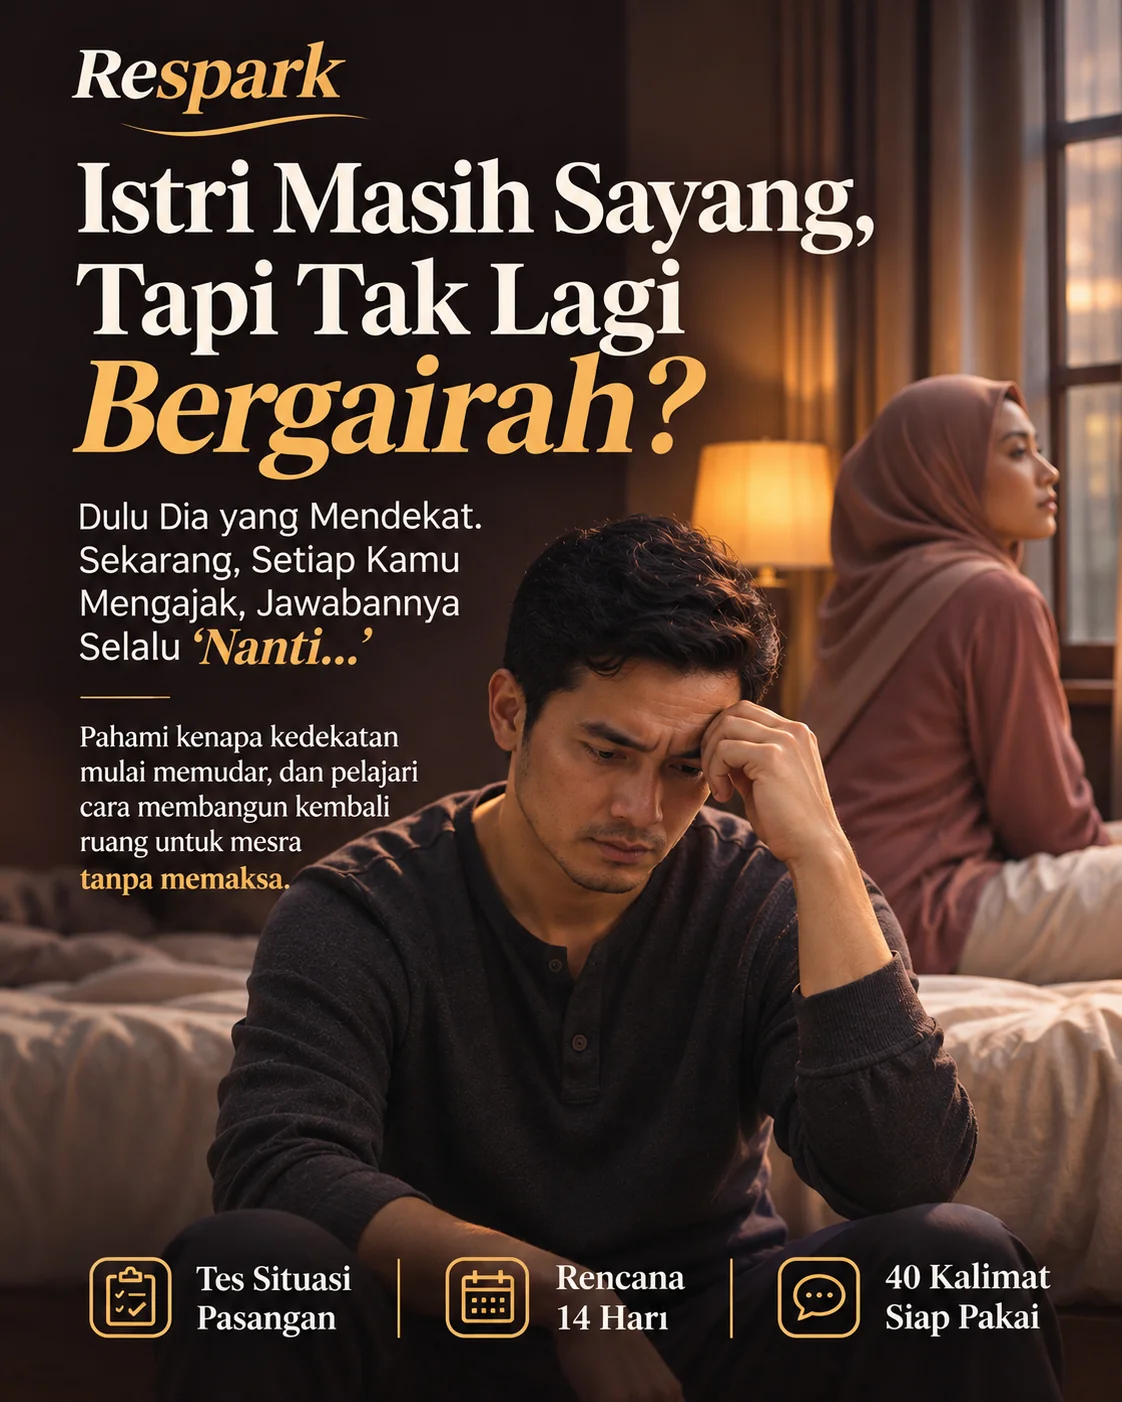 Respark
Istri Masih Sayang,
Tapi Tak Lagi
Bergairah?
Dulu Dia yang Mendekat.
Sekarang, Setiap Kamu
Mengajak, Jawabannya
Selalu ‘Nanti...’
Pahami kenapa kedekatan
mulai memudar, dan pelajari
cara membangun kembali
ruang untuk mesra
tanpa memaksa.
Tes Situasi
Pasangan
Rencana
14 Harı
40 Kalimat
Siap Pakai